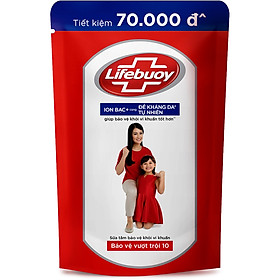 Tiết kiệm 70.000 đ^
Lifebuoy
ION BẠC+ cùng ĐỀ KHÁNG DA*
TỰ NHIÊN
giúp bảo vệ khỏi vi khuẩn tốt hơn**
Sữa tắm bảo vệ khỏi vi khuẩn
Bảo vệ vượt trội 10